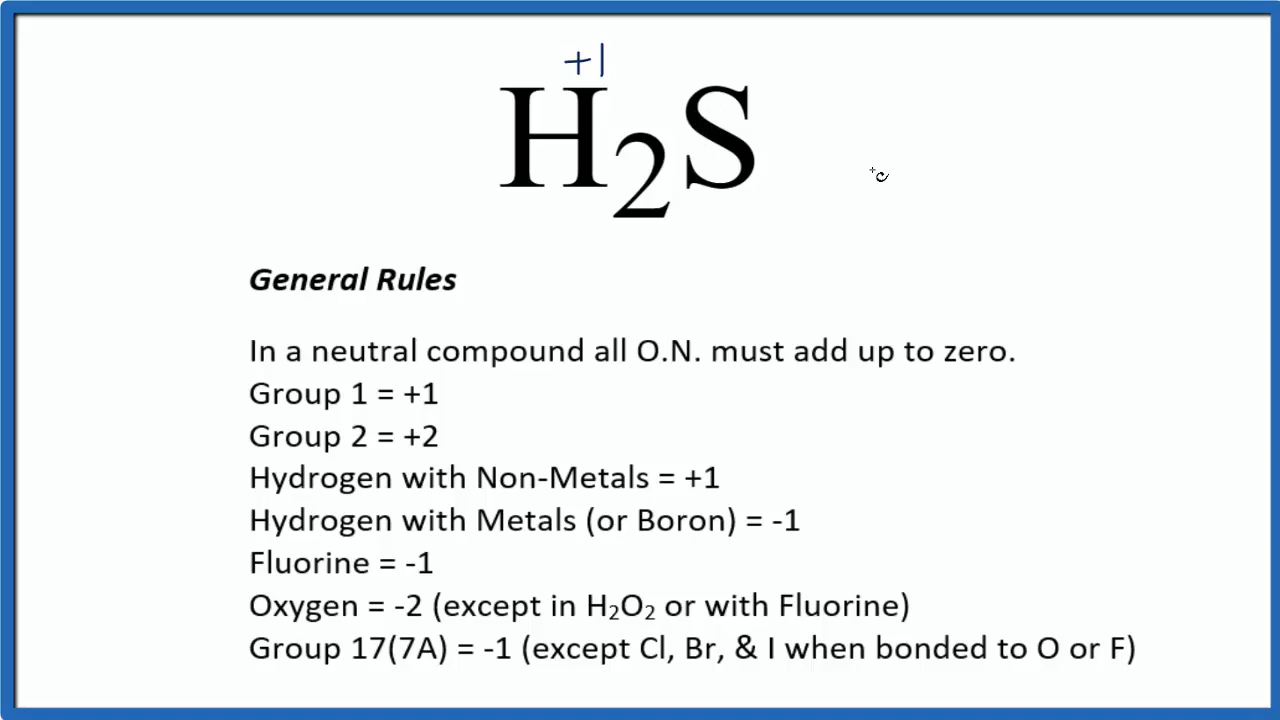 +1
H₂S
General Rules
In a neutral compound all O.N. must add up to zero.
Group 1 = +1
Group 2 = +2
Hydrogen with Non-Metals = +1
Hydrogen with Metals (or Boron) = -1
Fluorine = -1
Oxygen = -2 (except in H₂O₂ or with Fluorine)
Group 17(7A) = -1 (except Cl, Br, & I when bonded to O or F)